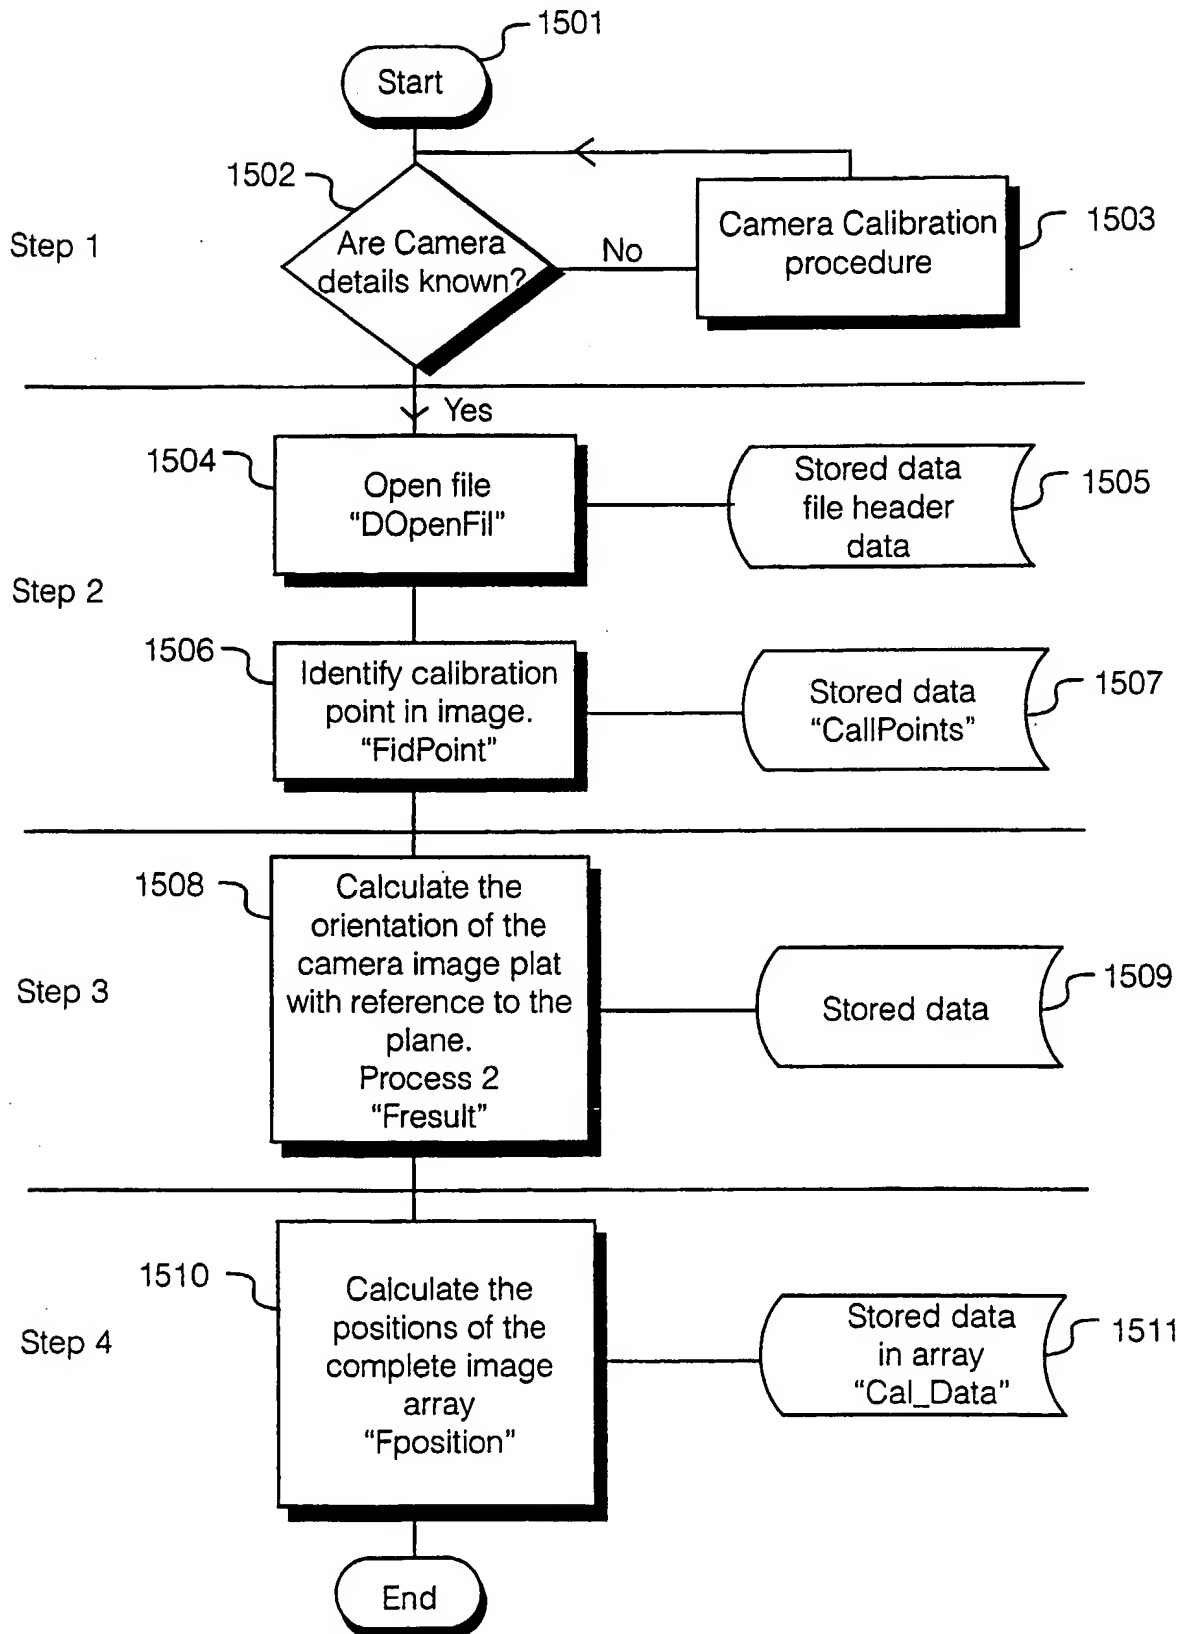 1501
Start
1502
Step 1
Are Camera
details known?
No
Camera Calibration
procedure
1503
Yes
1504
Open file
“DOpenFil”
Stored data
file header
data
1505
Step 2
1506
Identify calibration
point in image.
“FidPoint”
Stored data
“CallPoints”
1507
1508
Calculate the
orientation of the
camera image plat
with reference to the
plane.
Process 2
“Fresult”
Step 3
Stored data
1509
1510
Calculate the
positions of the
complete image
array
“Fposition”
Step 4
Stored data
in array
“Cal_Data”
1511
End